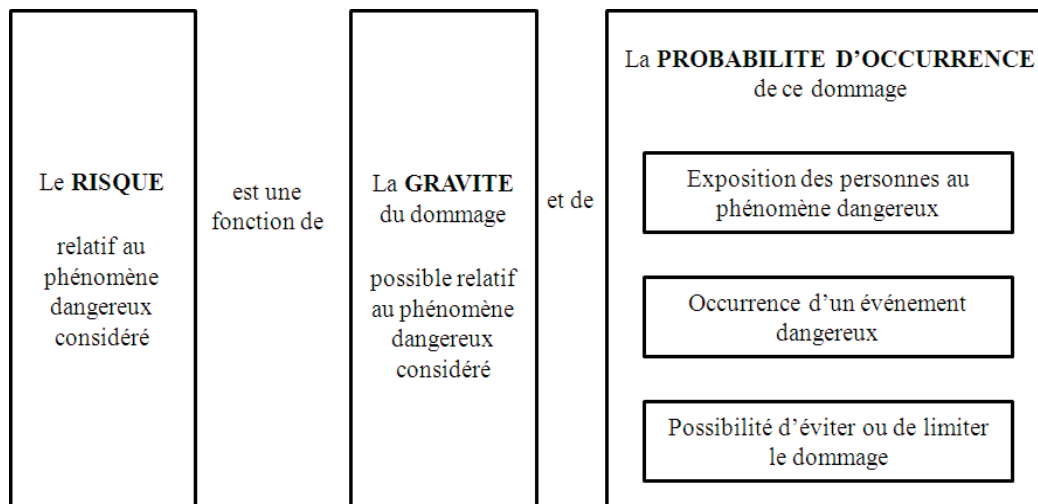 Le RISQUE
relatif au
phénomène
dangereux
considéré
est une
fonction de
La GRAVITE
du dommage
possible relatif
au phénomène
dangereux
considéré
et de
La PROBABILITE D’OCCURRENCE
de ce dommage
Exposition des personnes au
phénomène dangereux
Occurrence d’un événement
dangereux
Possibilité d’éviter ou de limiter
le dommage